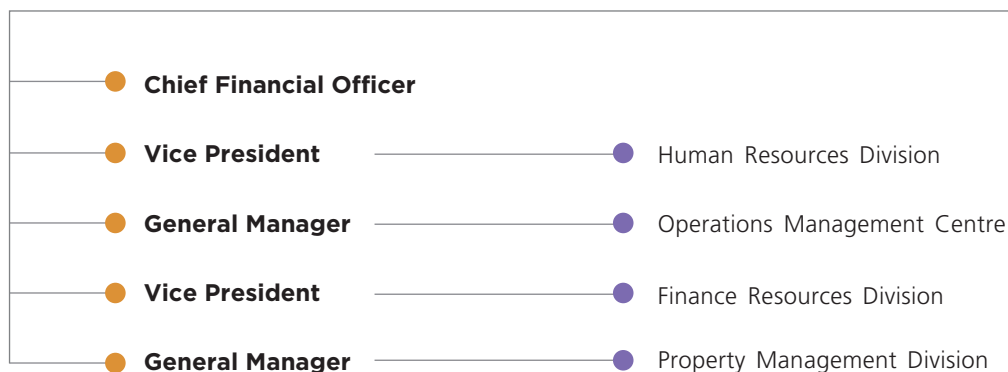 Chief Financial Officer
Vice President Human Resources Division
General Manager Operations Management Centre
Vice President Finance Resources Division
General Manager Property Management Division